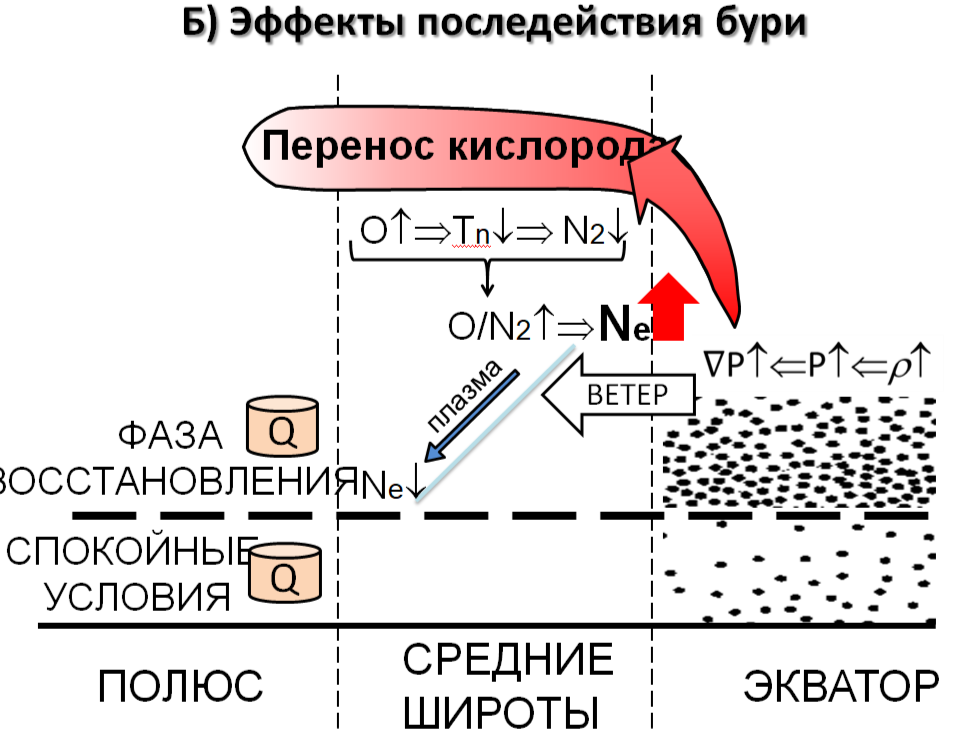 Б) Эффекты последействия бури
Перенос кислорода
O↑⇒Tn↓⇒ N2↓
O/N2↑⇒Ne
∇P↑⇐P↑⇐ρ↑
плазма
ВЕТЕР
ФАЗА
ВОССТАНОВЛЕНИЯ
Q
Ne↓
СПОКОЙНЫЕ
УСЛОВИЯ
Q
ПОЛЮС
СРЕДНИЕ
ШИРОТЫ
ЭКВАТОР